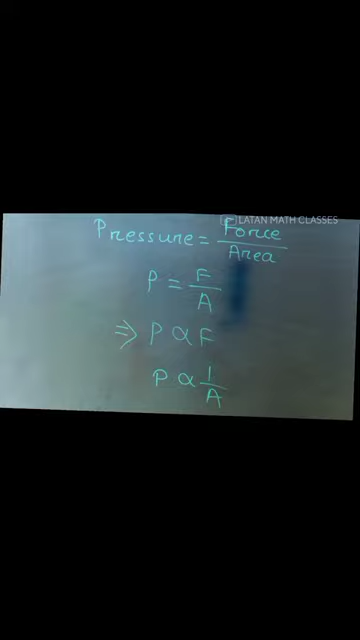 LATAN MATH CLASSES
Pressure = Force / Area
P = F / A
⇒ P ∝ F
P ∝ 1 / A